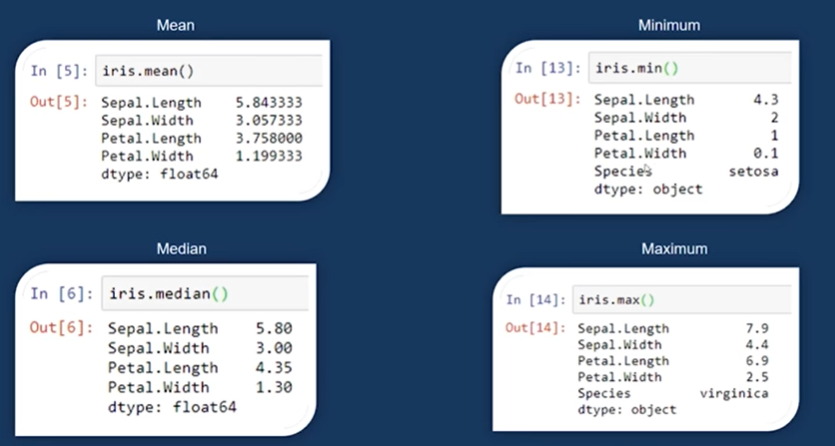 Mean
In [5]: iris.mean()
Out[5]: Sepal.Length 5.843333
Sepal.Width 3.057333
Petal.Length 3.758000
Petal.Width 1.199333
dtype: float64
Minimum
In [13]: iris.min()
Out[13]: Sepal.Length 4.3
Sepal.Width 2
Petal.Length 1
Petal.Width 0.1
Species setosa
dtype: object
Median
In [6]: iris.median()
Out[6]: Sepal.Length 5.80
Sepal.Width 3.00
Petal.Length 4.35
Petal.Width 1.30
dtype: float64
Maximum
In [14]: iris.max()
Out[14]: Sepal.Length 7.9
Sepal.Width 4.4
Petal.Length 6.9
Petal.Width 2.5
Species virginica
dtype: object